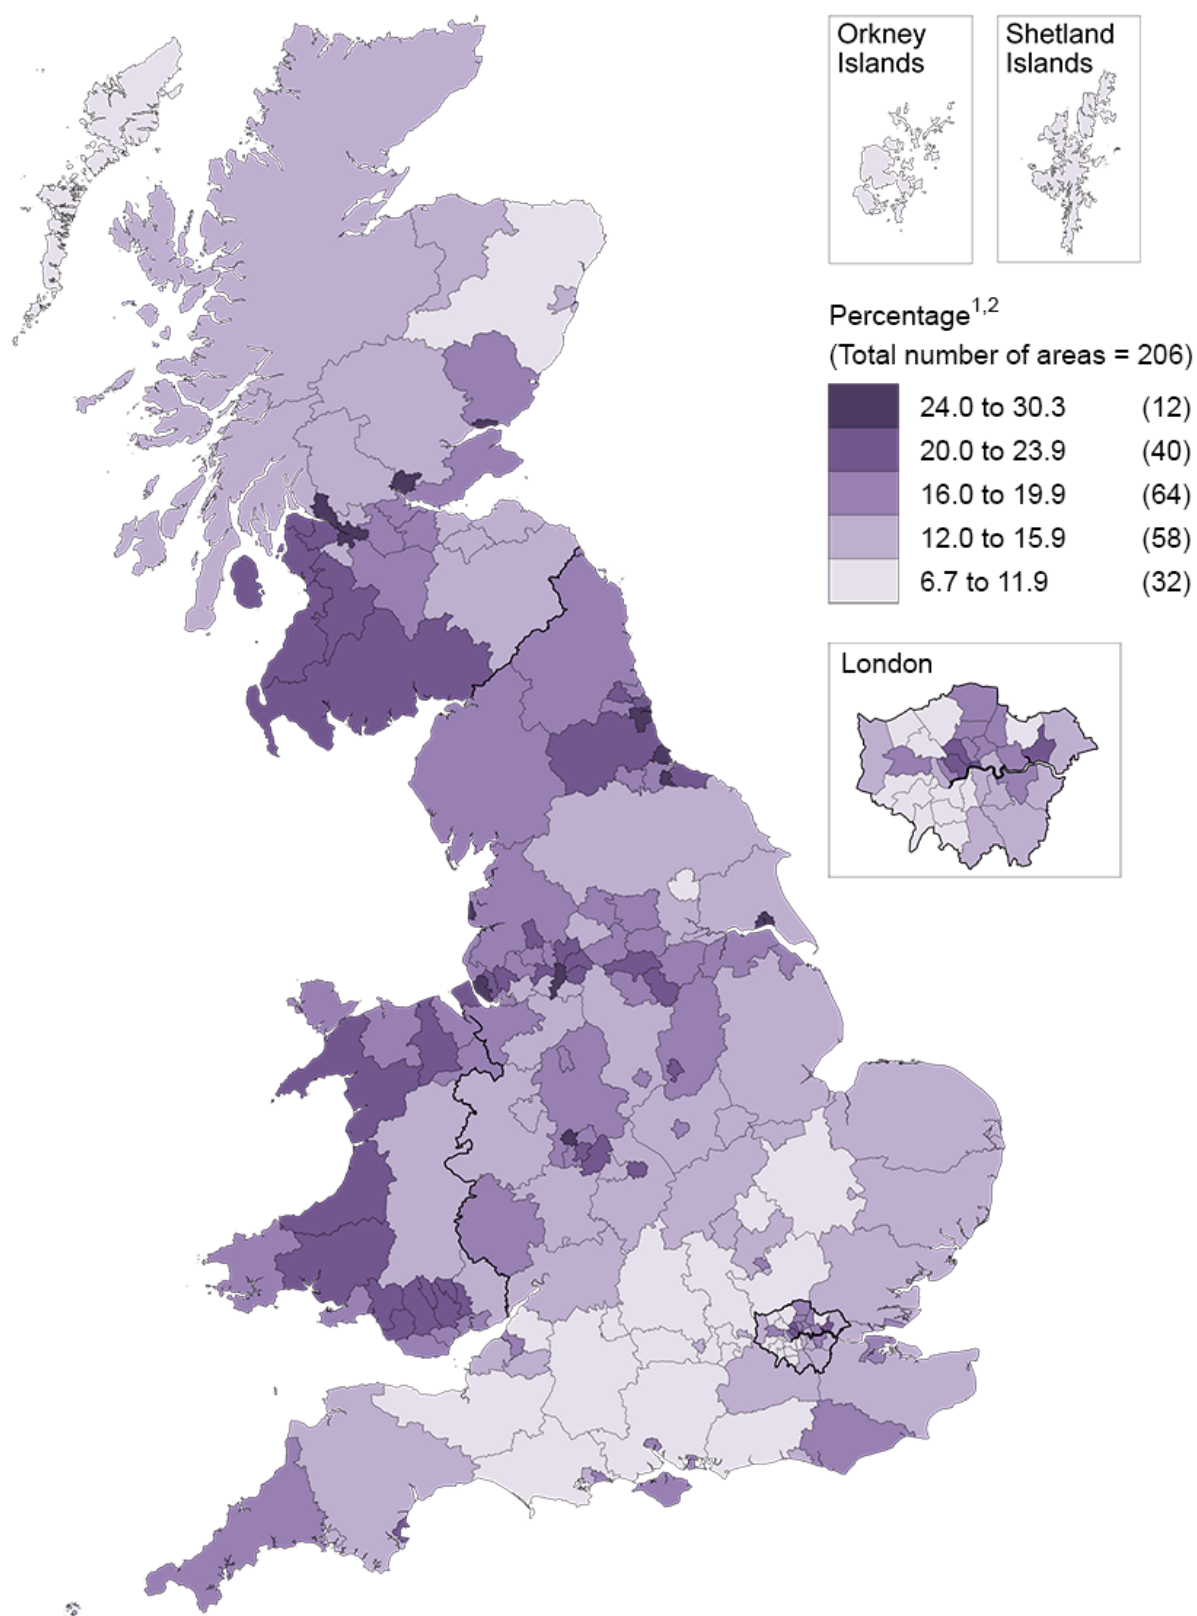 Orkney
Islands
Shetland
Islands
Percentage1,2
(Total number of areas = 206)
24.0 to 30.3 (12)
20.0 to 23.9 (40)
16.0 to 19.9 (64)
12.0 to 15.9 (58)
6.7 to 11.9 (32)
London